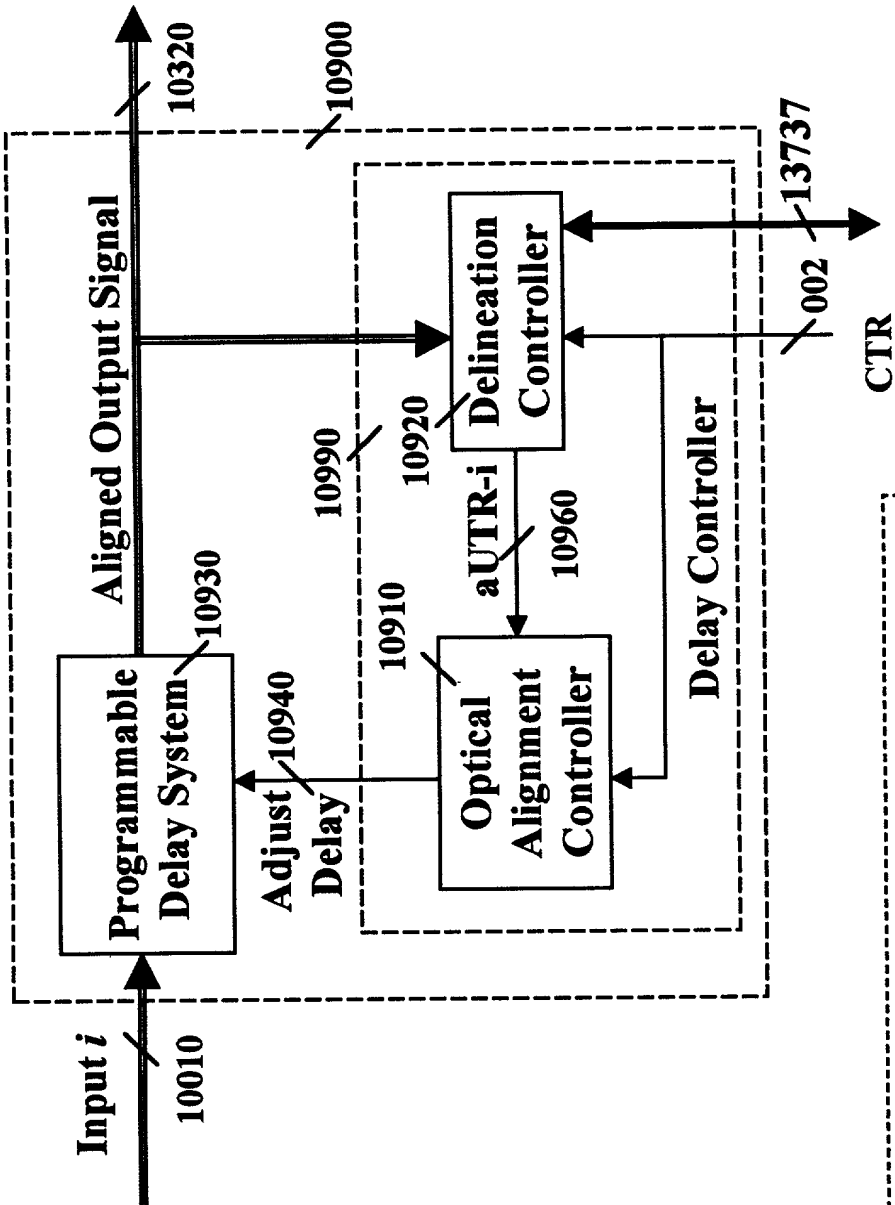 Input i
10010
Programmable
Delay System
10930
Aligned Output Signal
10320
10900
Adjust
Delay
10940
10990
10910
Optical
Alignment
Controller
aUTR-i
10960
10920
Delineation
Controller
Delay Controller
002
13737
CTR